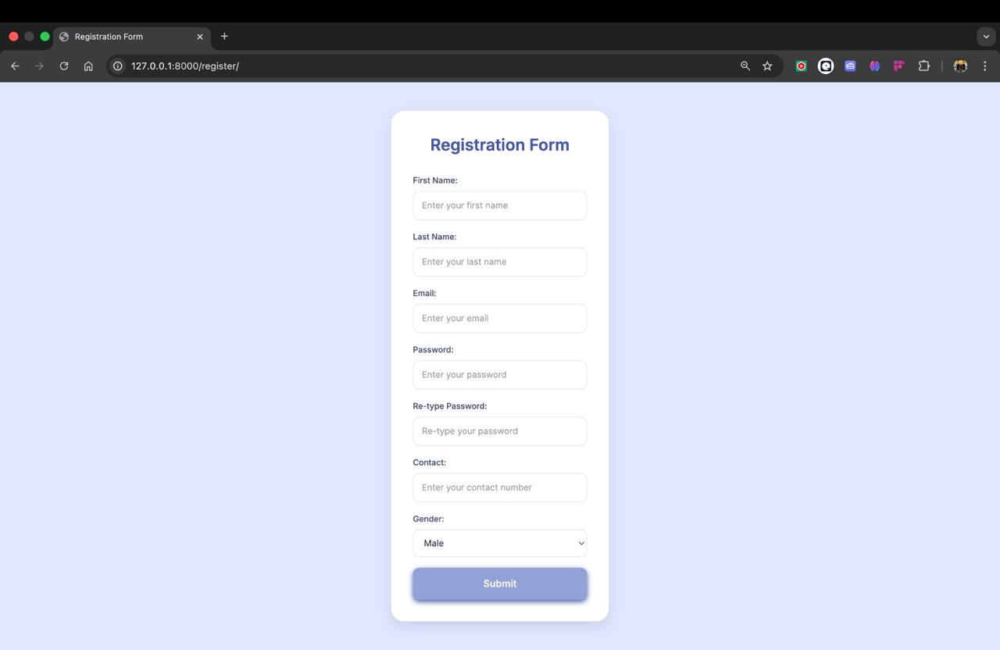 Registration Form
127.0.0.1:8000/register/
Registration Form
First Name:
Enter your first name
Last Name:
Enter your last name
Email:
Enter your email
Password:
Enter your password
Re-type Password:
Re-type your password
Contact:
Enter your contact number
Gender:
Male
Submit